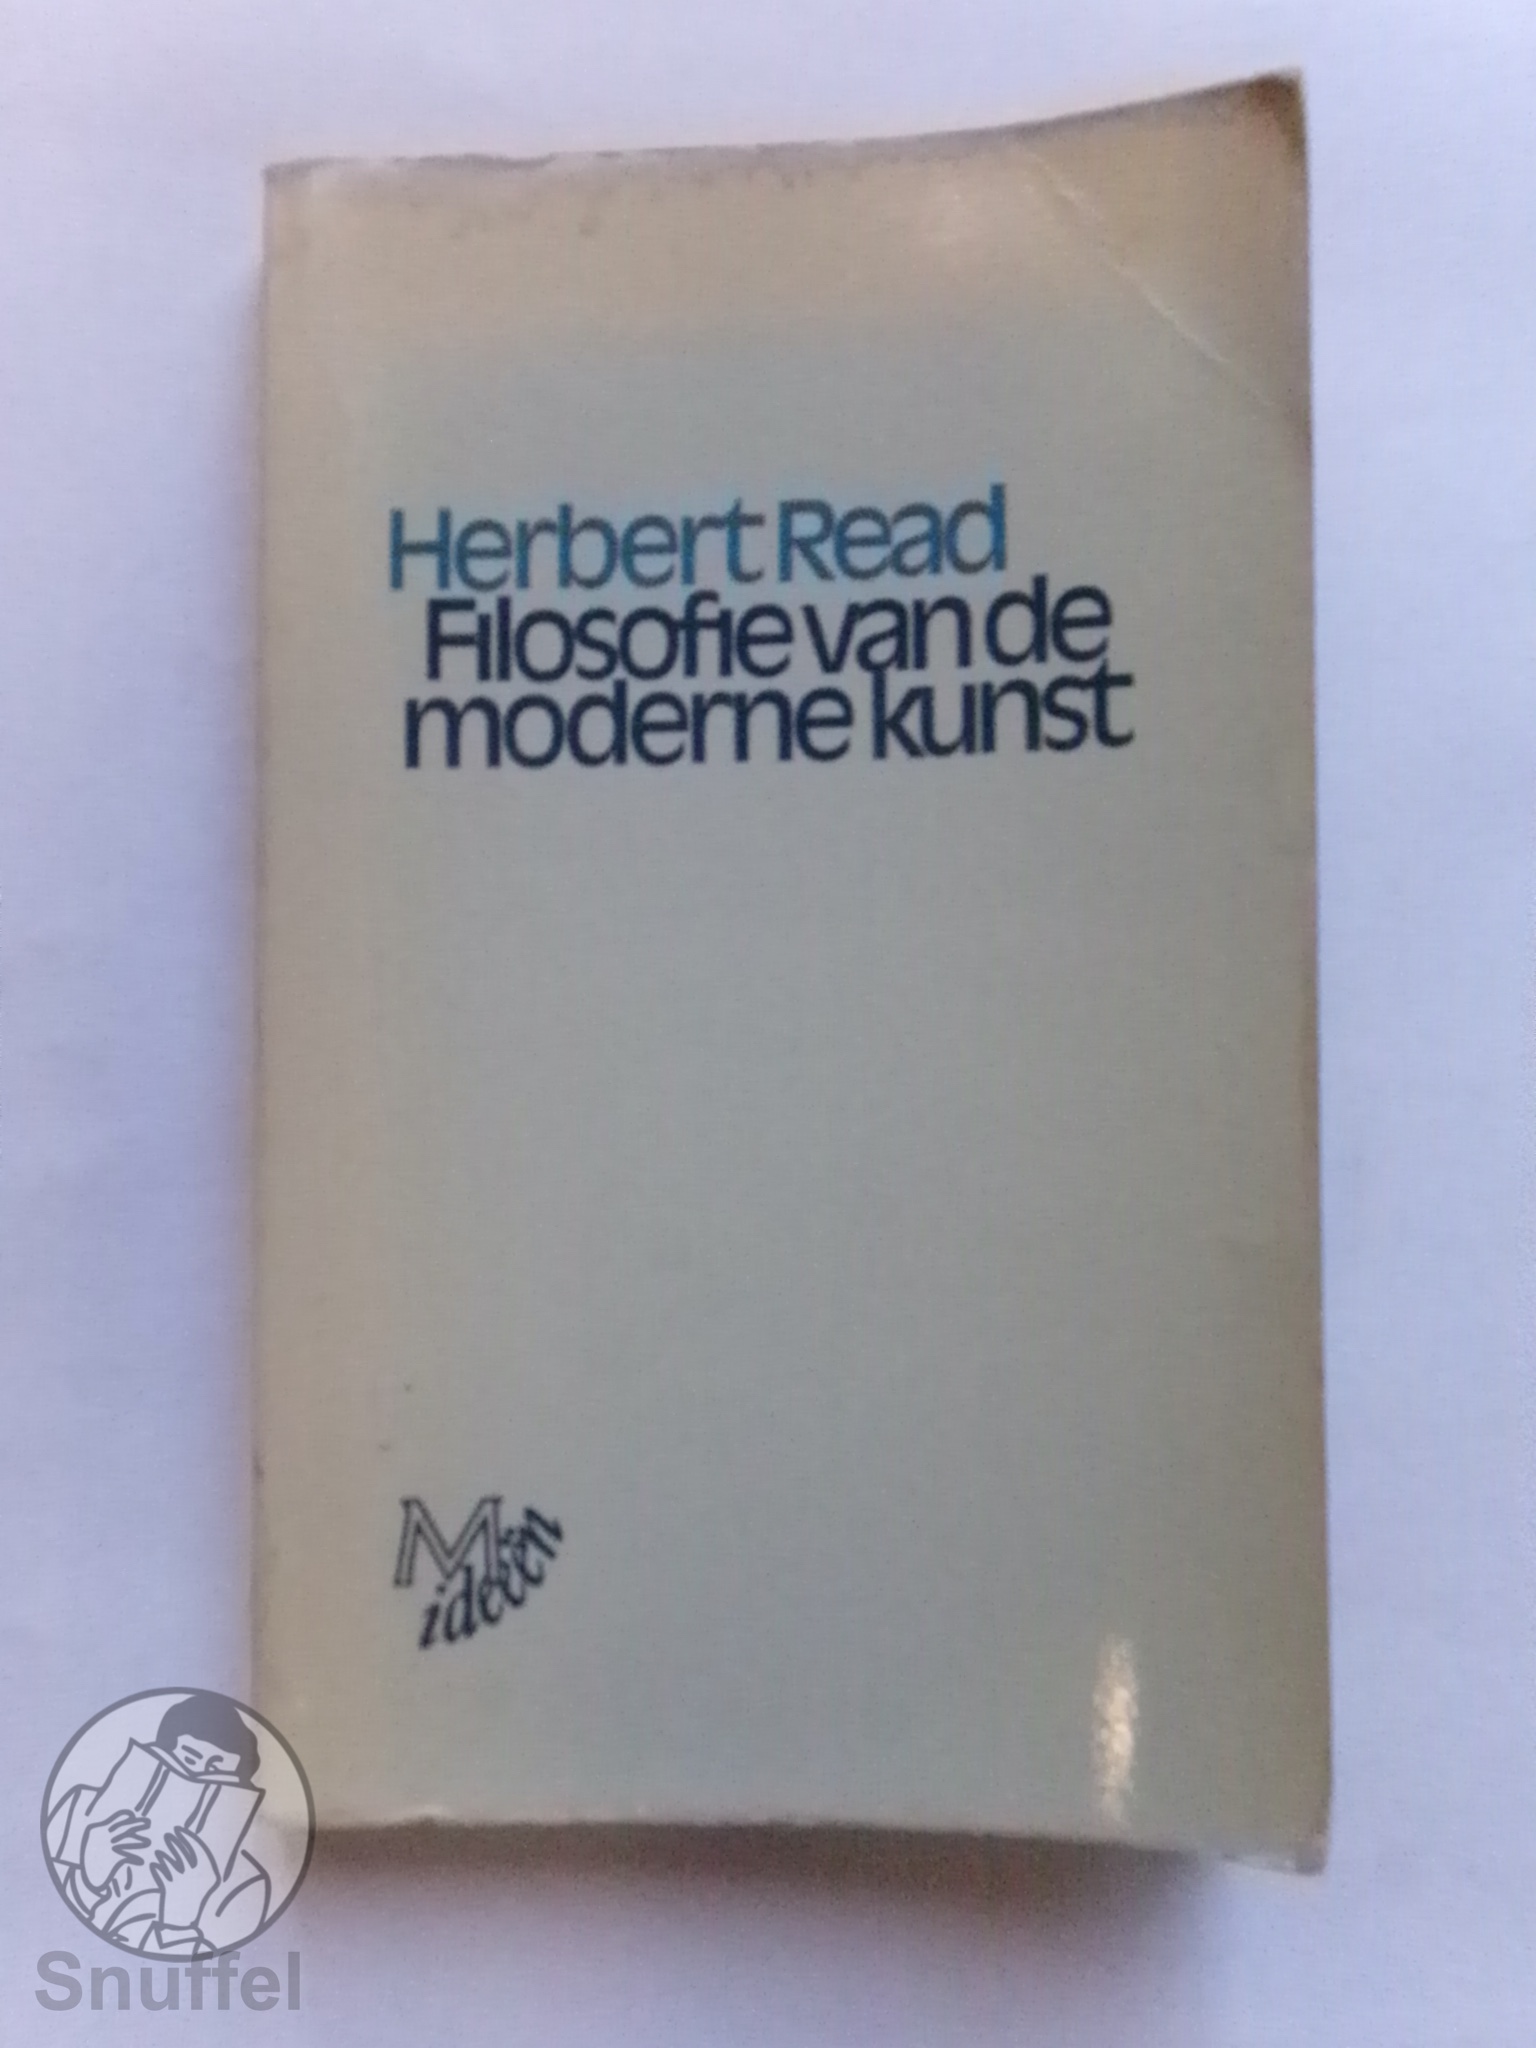 Herbert Read
Filosofie van de
moderne kunst
M
ideeën
Snuffel